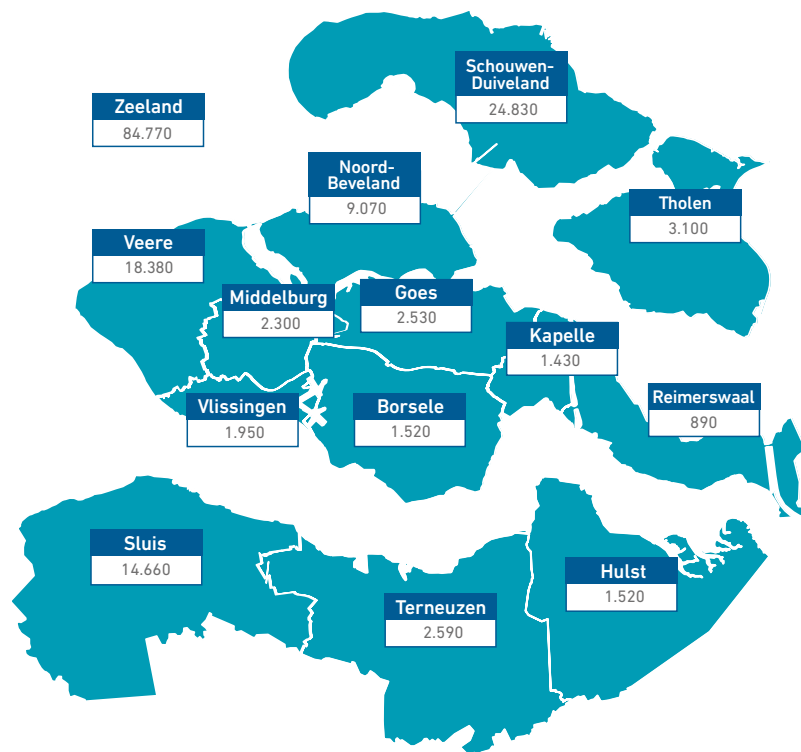 Schouwen-
Duiveland
24.830
Zeeland
84.770
Noord-
Beveland
9.070
Tholen
3.100
Veere
18.380
Middelburg
2.300
Goes
2.530
Kapelle
1.430
Vlissingen
1.950
Borsele
1.520
Reimerswaal
890
Sluis
14.660
Terneuzen
2.590
Hulst
1.520